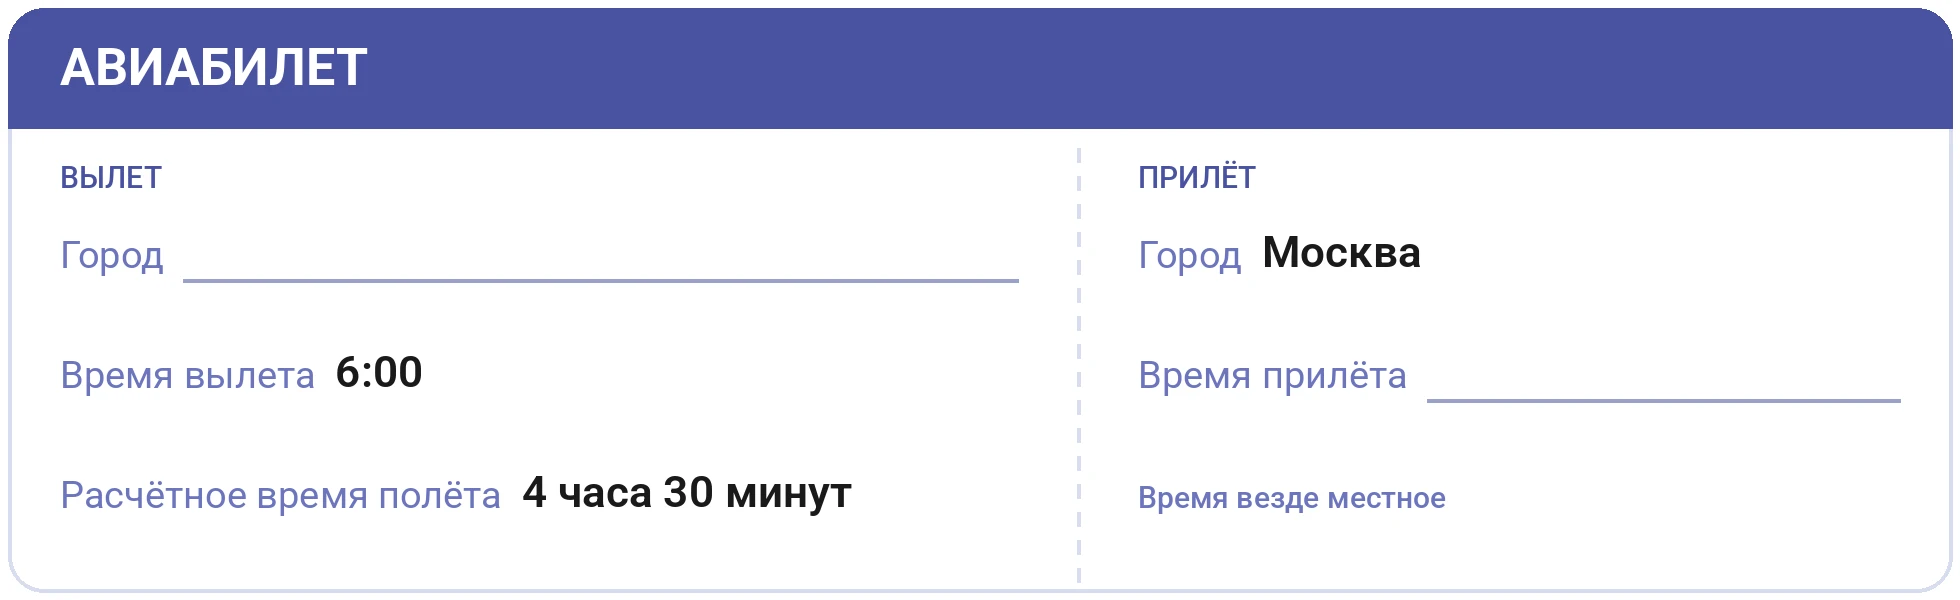 АВИАБИЛЕТ
ВЫЛЕТ
Город
Время вылета 6:00
Расчётное время полёта 4 часа 30 минут
ПРИЛЁТ
Город Москва
Время прилёта
Время везде местное